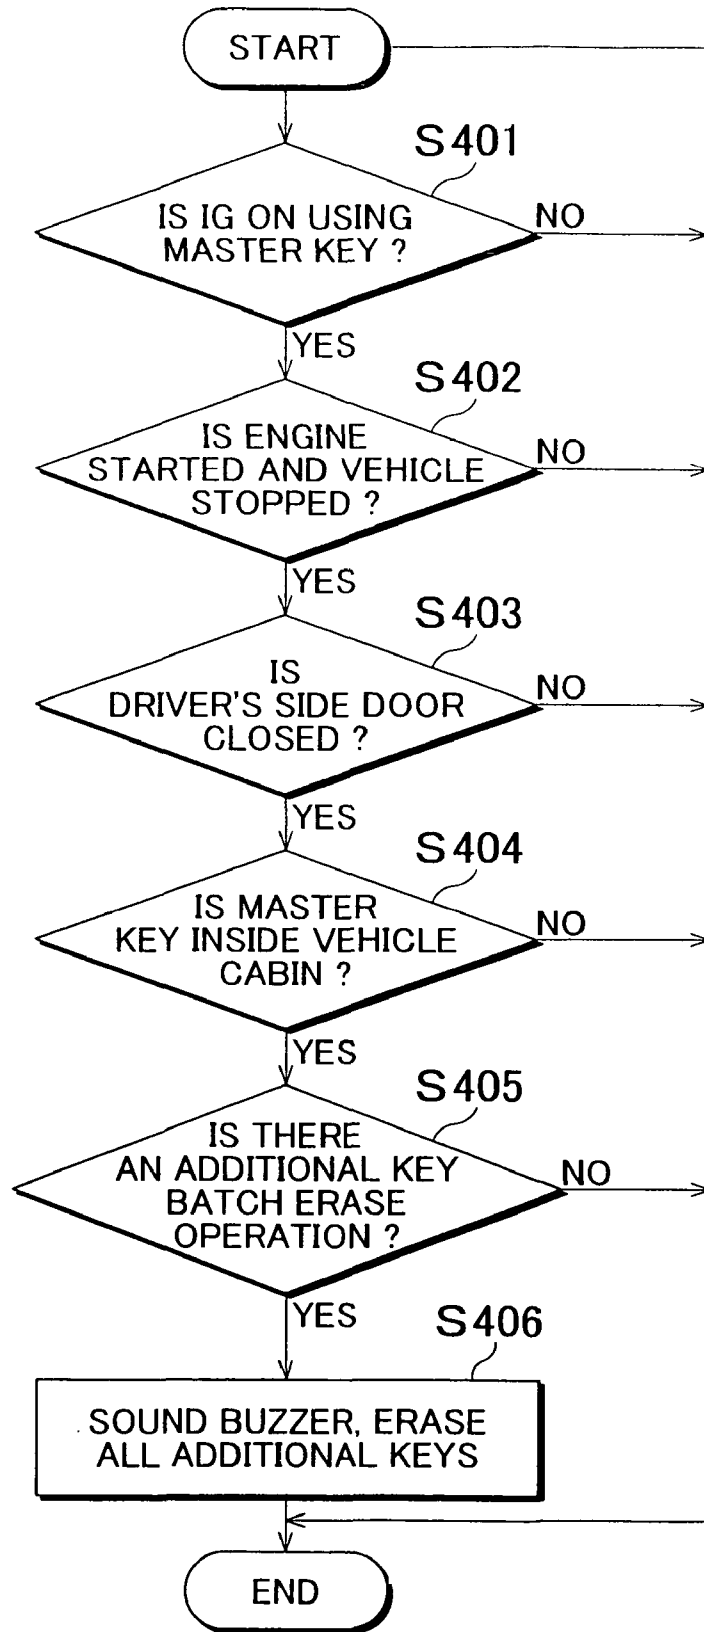 START
S401
IS IG ON USING
MASTER KEY ?
NO
YES
S402
IS ENGINE
STARTED AND VEHICLE
STOPPED ?
NO
YES
S403
IS
DRIVER'S SIDE DOOR
CLOSED ?
NO
YES
S404
IS MASTER
KEY INSIDE VEHICLE
CABIN ?
NO
YES
S405
IS THERE
AN ADDITIONAL KEY
BATCH ERASE
OPERATION ?
NO
YES
S406
SOUND BUZZER, ERASE
ALL ADDITIONAL KEYS
END